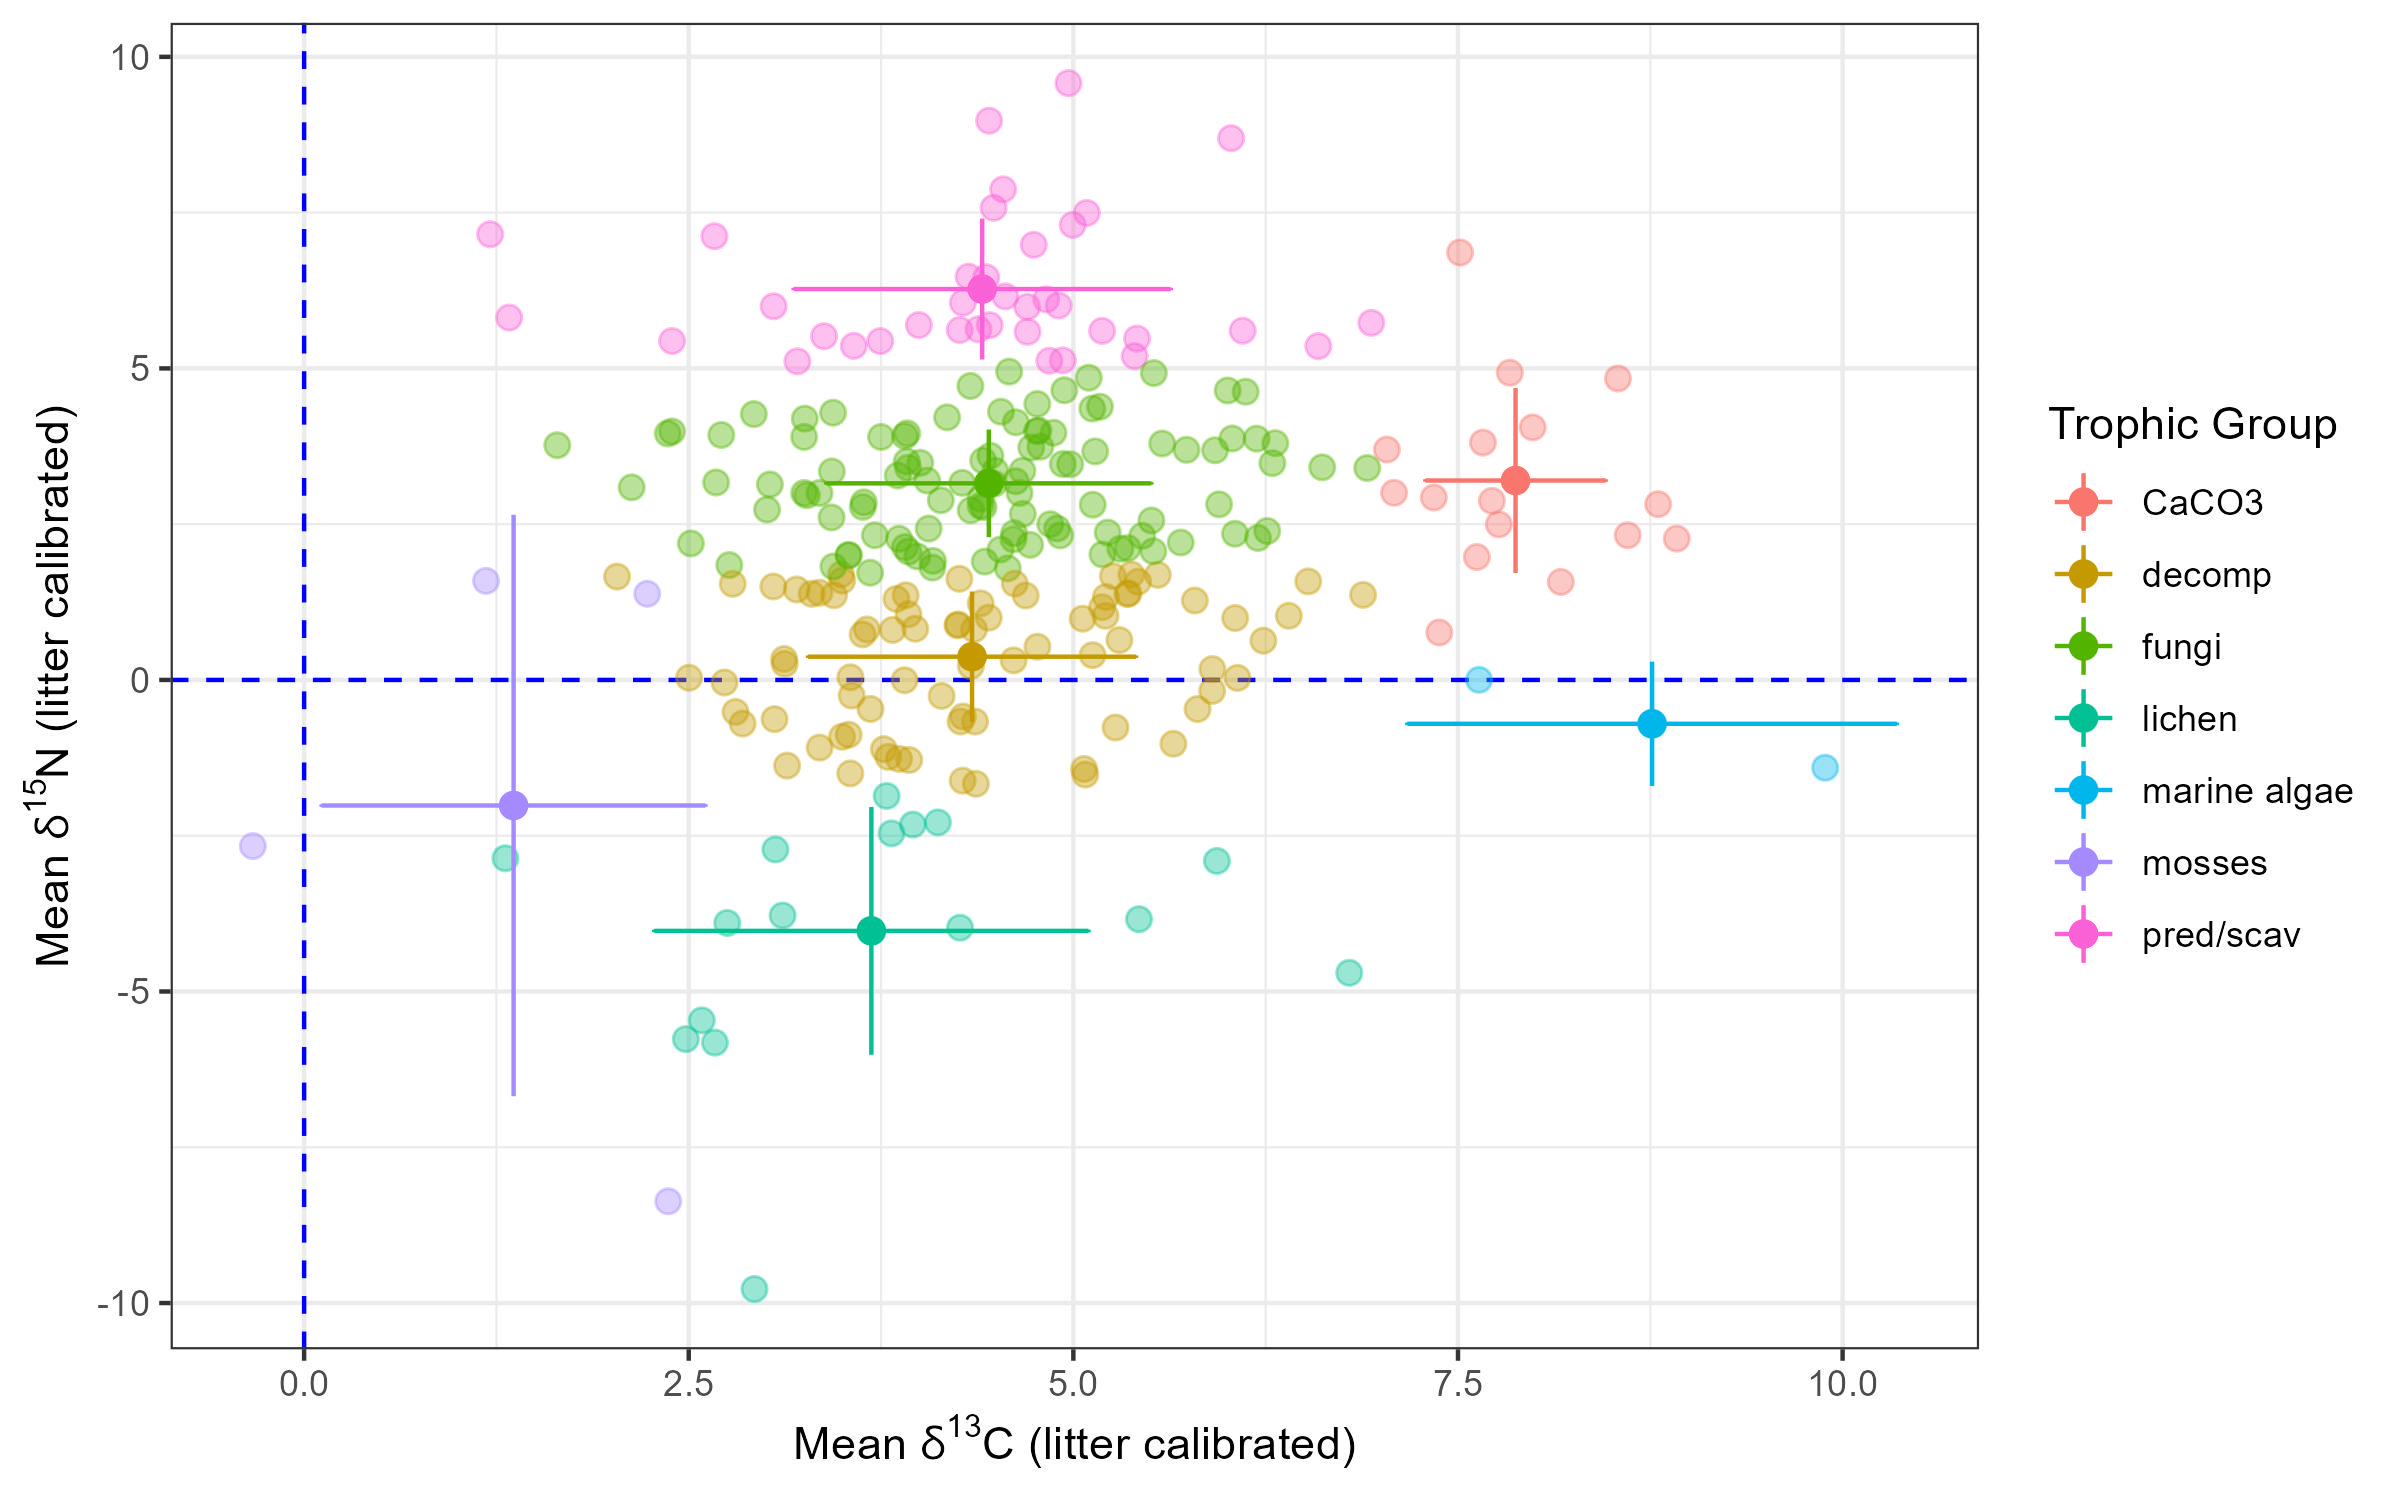 10
5
0
-5
-10
Mean δ¹⁵N (litter calibrated)
0.0 2.5 5.0 7.5 10.0
Mean δ¹³C (litter calibrated)
Trophic Group
CaCO3
decomp
fungi
lichen
marine algae
mosses
pred/scav